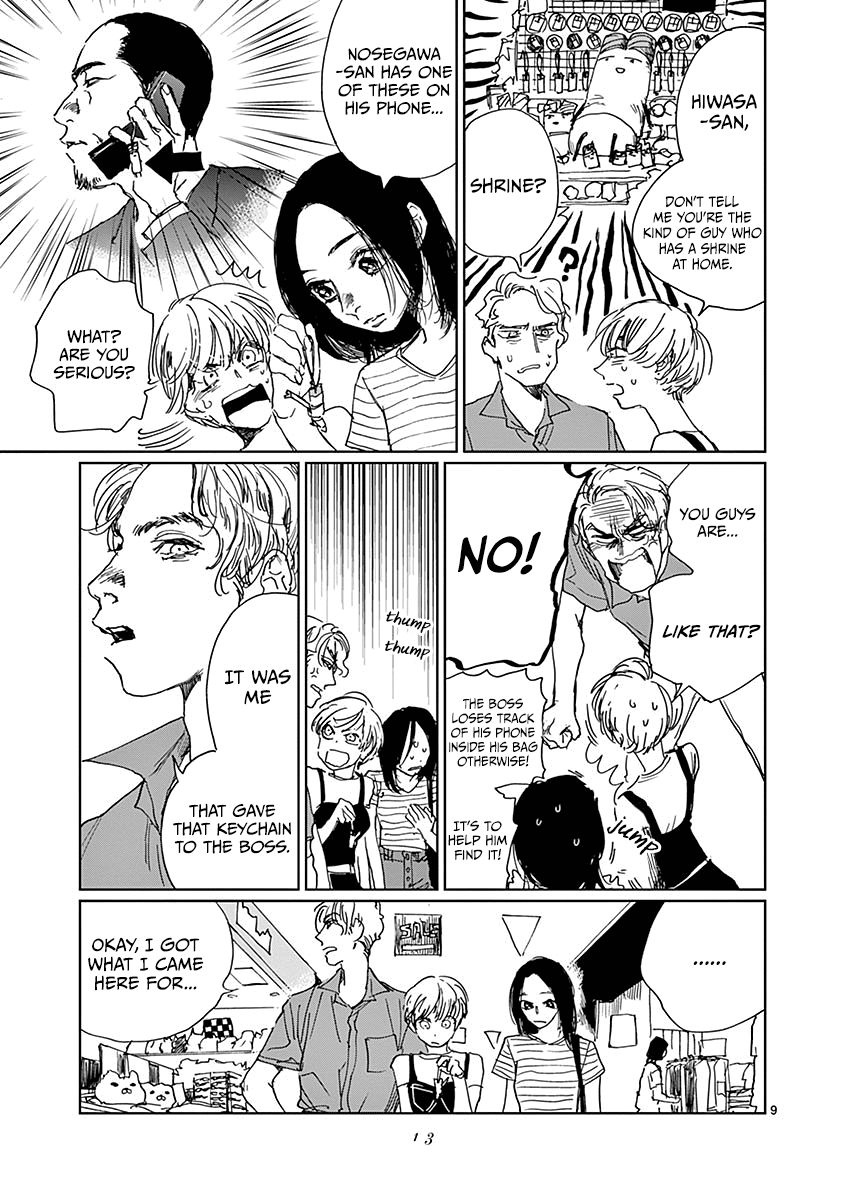 HIWASA
-SAN,
DON'T TELL
ME YOU'RE THE
KIND OF GUY WHO
HAS A SHRINE
AT HOME.
SHRINE?
?
NOSEGAWA
-SAN HAS ONE
OF THESE ON
HIS PHONE...
WHAT?
ARE YOU
SERIOUS?
YOU GUYS
ARE...
LIKE THAT?
NO!
THE BOSS
LOSES TRACK
OF HIS PHONE
INSIDE HIS BAG
OTHERWISE!
IT'S TO
HELP HIM
FIND IT!
jump
thump
thump
IT WAS
ME
THAT GAVE
THAT KEYCHAIN
TO THE BOSS.
......
OKAY, I GOT
WHAT I CAME
HERE FOR...
9
13